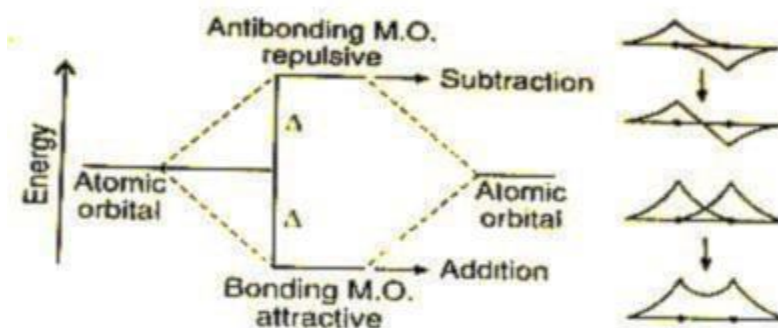 Antibonding M.O.
repulsive
Subtraction
Δ
Energy
Atomic
orbital
Atomic
orbital
Δ
Addition
Bonding M.O.
attractive